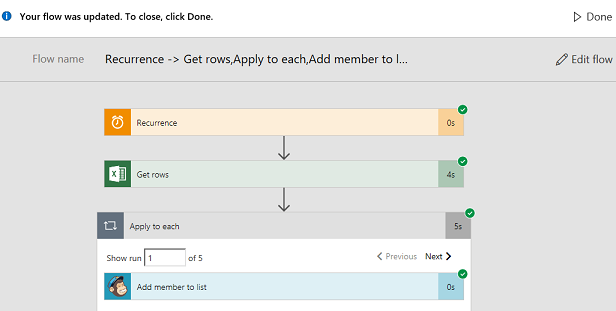 Your flow was updated. To close, click Done.
Done
Flow name
Recurrence -> Get rows,Apply to each,Add member to l...
Edit flow
Recurrence
0s
Get rows
4s
Apply to each
5s
Show run 1 of 5
Previous
Next
Add member to list
0s